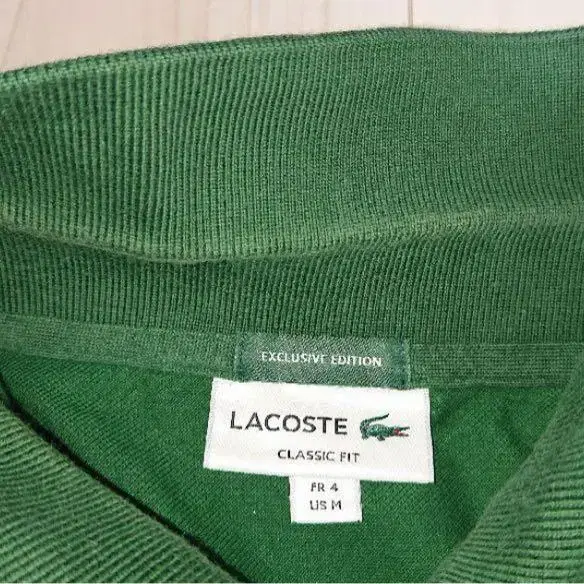 EXCLUSIVE EDITION
LACOSTE
CLASSIC FIT
FR 4
US M